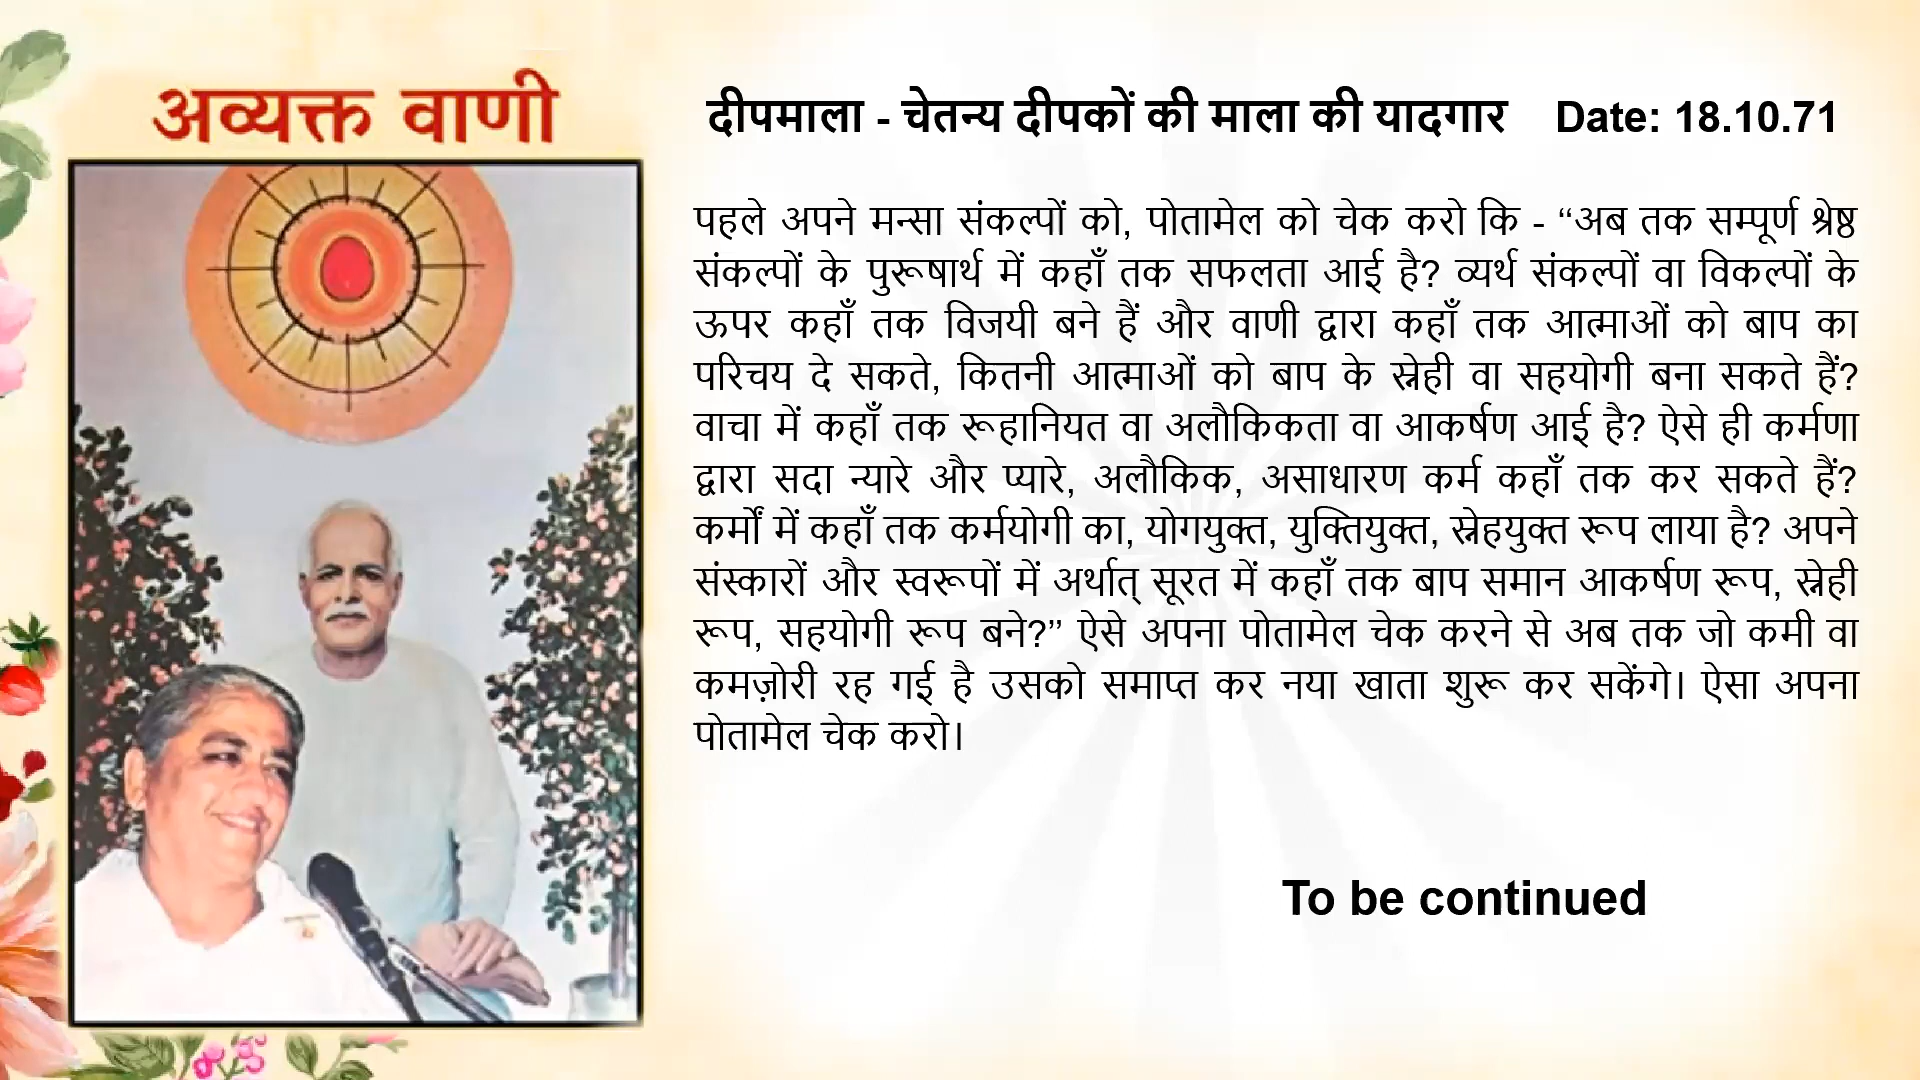 अव्यक्त वाणी
दीपमाला - चेतन्य दीपकों की माला की यादगार Date: 18.10.71
पहले अपने मन्सा संकल्पों को, पोतामेल को चेक करो कि - “अब तक सम्पूर्ण श्रेष्ठ
संकल्पों के पुरूषार्थ में कहाँ तक सफलता आई है? व्यर्थ संकल्पों वा विकल्पों के
ऊपर कहाँ तक विजयी बने हैं और वाणी द्वारा कहाँ तक आत्माओं को बाप का
परिचय दे सकते, कितनी आत्माओं को बाप के स्नेही वा सहयोगी बना सकते हैं?
वाचा में कहाँ तक रूहानियत वा अलौकिकता वा आकर्षण आई है? ऐसे ही कर्मणा
द्वारा सदा न्यारे और प्यारे, अलौकिक, असाधारण कर्म कहाँ तक कर सकते हैं?
कर्मों में कहाँ तक कर्मयोगी का, योगयुक्त, युक्तियुक्त, स्नेहयुक्त रूप लाया है? अपने
संस्कारों और स्वरूपों में अर्थात् सूरत में कहाँ तक बाप समान आकर्षण रूप, स्नेही
रूप, सहयोगी रूप बने?” ऐसे अपना पोतामेल चेक करने से अब तक जो कमी वा
कमज़ोरी रह गई है उसको समाप्त कर नया खाता शुरू कर सकेंगे। ऐसा अपना
पोतामेल चेक करो।
To be continued